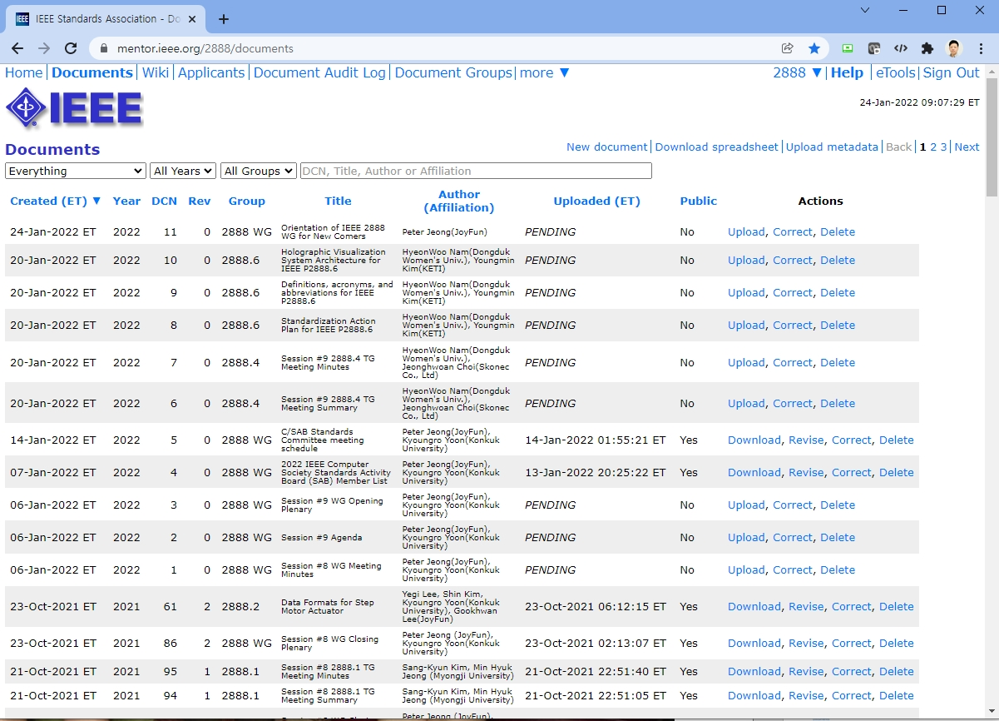 IEEE Standards Association - Do
mentor.ieee.org/2888/documents
Home Documents Wiki Applicants Document Audit Log Document Groups more ▼ 2888 ▼ Help eTools Sign Out
IEEE
24-Jan-2022 09:07:29 ET
Documents
New document Download spreadsheet Upload metadata Back 1 2 3 Next
Everything All Years All Groups DCN, Title, Author or Affiliation
Created (ET) ▼ Year DCN Rev Group Title Author (Affiliation) Uploaded (ET) Public Actions
24-Jan-2022 ET 2022 11 0 2888 WG Orientation of IEEE 2888 WG for New Comers Peter Jeong(JoyFun) PENDING No Upload, Correct, Delete
20-Jan-2022 ET 2022 10 0 2888.6 Holographic Visualization System Architecture for IEEE P2888.6 HyeonWoo Nam(Dongduk Women's Univ.), Youngmin Kim(KETI) PENDING No Upload, Correct, Delete
20-Jan-2022 ET 2022 9 0 2888.6 Definitions, acronyms, and abbreviations for IEEE P2888.6 HyeonWoo Nam(Dongduk Women's Univ.), Youngmin Kim(KETI) PENDING No Upload, Correct, Delete
20-Jan-2022 ET 2022 8 0 2888.6 Standardization Action Plan for IEEE P2888.6 HyeonWoo Nam(Dongduk Women's Univ.), Youngmin Kim(KETI) PENDING No Upload, Correct, Delete
20-Jan-2022 ET 2022 7 0 2888.4 Session #9 2888.4 TG Meeting Minutes HyeonWoo Nam(Dongduk Women's Univ.), Jeonghwoan Choi(Skonec Co., Ltd) PENDING No Upload, Correct, Delete
20-Jan-2022 ET 2022 6 0 2888.4 Session #9 2888.4 TG Meeting Summary HyeonWoo Nam(Dongduk Women's Univ.), Jeonghwoan Choi(Skonec Co., Ltd) PENDING No Upload, Correct, Delete
14-Jan-2022 ET 2022 5 0 2888 WG C/SAB Standards Committee meeting schedule Peter Jeong(JoyFun), Kyoungro Yoon(Konkuk University) 14-Jan-2022 01:55:21 ET Yes Download, Revise, Correct, Delete
07-Jan-2022 ET 2022 4 0 2888 WG 2022 IEEE Computer Society Standards Activity Board (SAB) Member List Peter Jeong(JoyFun), Kyoungro Yoon(Konkuk University) 13-Jan-2022 20:25:22 ET Yes Download, Revise, Correct, Delete
06-Jan-2022 ET 2022 3 0 2888 WG Session #9 WG Opening Plenary Peter Jeong(JoyFun), Kyoungro Yoon(Konkuk University) PENDING No Upload, Correct, Delete
06-Jan-2022 ET 2022 2 0 2888 WG Session #9 Agenda Peter Jeong(JoyFun), Kyoungro Yoon(Konkuk University) PENDING No Upload, Correct, Delete
06-Jan-2022 ET 2022 1 0 2888 WG Session #8 WG Meeting Minutes Peter Jeong(JoyFun), Kyoungro Yoon(Konkuk University) PENDING No Upload, Correct, Delete
23-Oct-2021 ET 2021 61 2 2888.2 Data Formats for Step Motor Actuator Yegi Lee, Shin Kim, Kyoungro Yoon(Konkuk University), Gookhwan Lee(JoyFun) 23-Oct-2021 06:12:15 ET Yes Download, Revise, Correct, Delete
23-Oct-2021 ET 2021 86 2 2888 WG Session #8 WG Closing Plenary Peter Jeong (JoyFun), Kyoungro Yoon(Konkuk University) 23-Oct-2021 02:13:07 ET Yes Download, Revise, Correct, Delete
21-Oct-2021 ET 2021 95 1 2888.1 Session #8 2888.1 TG Meeting Minutes Sang-Kyun Kim, Min Hyuk Jeong (Myongji University) 21-Oct-2021 22:51:40 ET Yes Download, Revise, Correct, Delete
21-Oct-2021 ET 2021 94 1 2888.1 Session #8 2888.1 TG Meeting Summary Sang-Kyun Kim, Min Hyuk Jeong (Myongji University) 21-Oct-2021 22:51:05 ET Yes Download, Revise, Correct, Delete